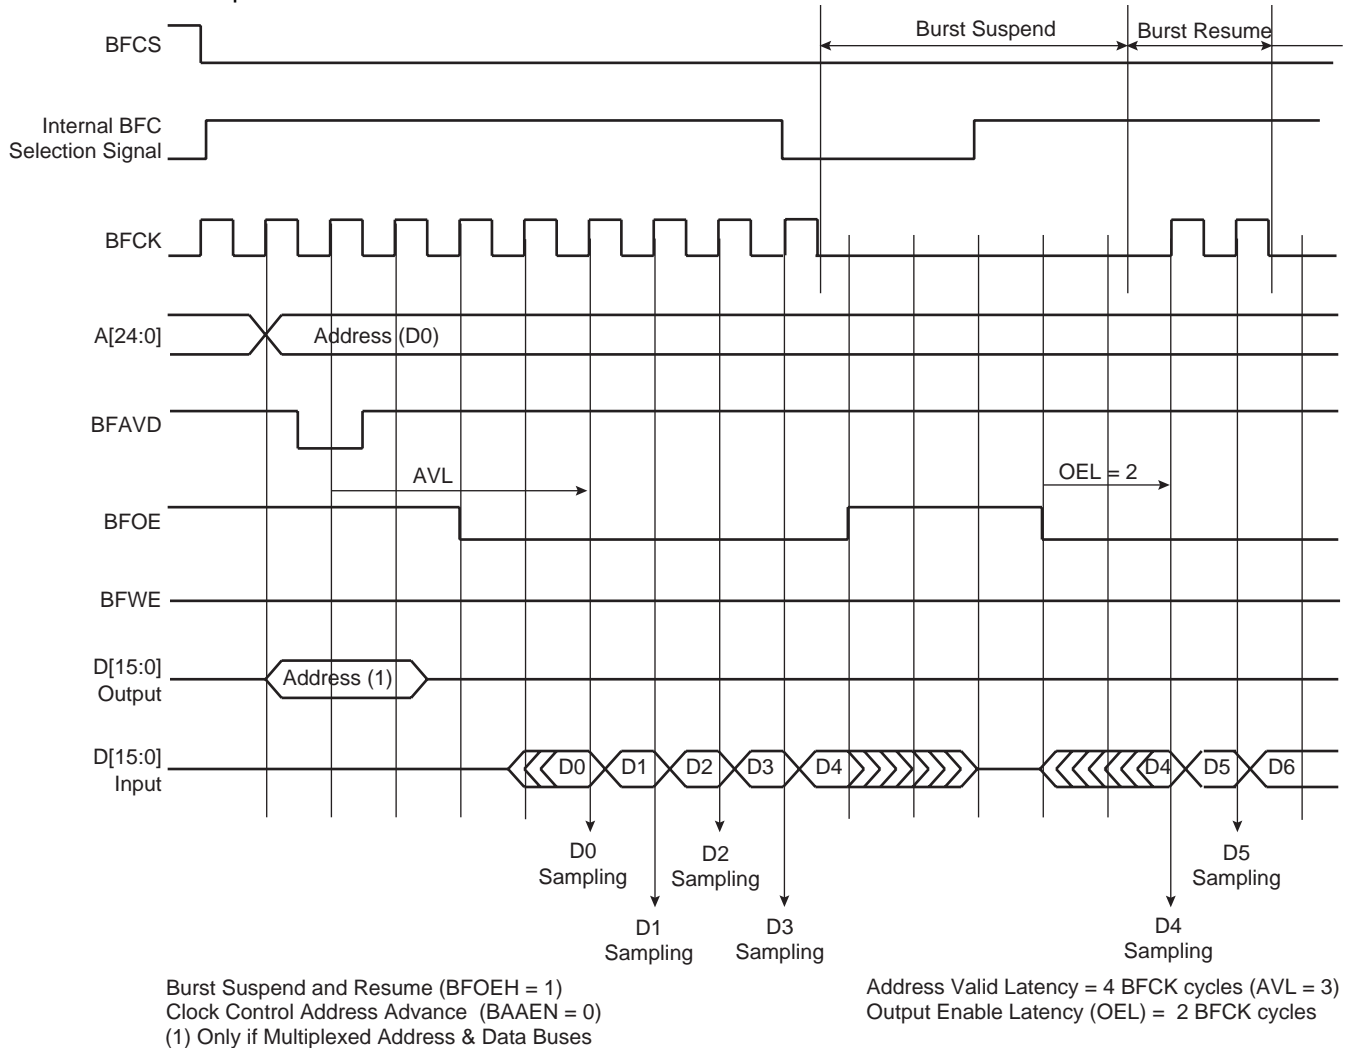 Burst Suspend
Burst Resume
BFCS
Internal BFC
Selection Signal
BFCK
A[24:0]
Address (D0)
BFAVD
AVL
OEL = 2
BFOE
BFWE
D[15:0]
Output
Address (1)
D[15:0]
Input
D0
D1
D2
D3
D4
D4
D5
D6
D0
Sampling
D2
Sampling
D5
Sampling
D1
Sampling
D3
Sampling
D4
Sampling
Burst Suspend and Resume (BFOEH = 1)
Clock Control Address Advance (BAAEN = 0)
(1) Only if Multiplexed Address & Data Buses
Address Valid Latency = 4 BFCK cycles (AVL = 3)
Output Enable Latency (OEL) = 2 BFCK cycles